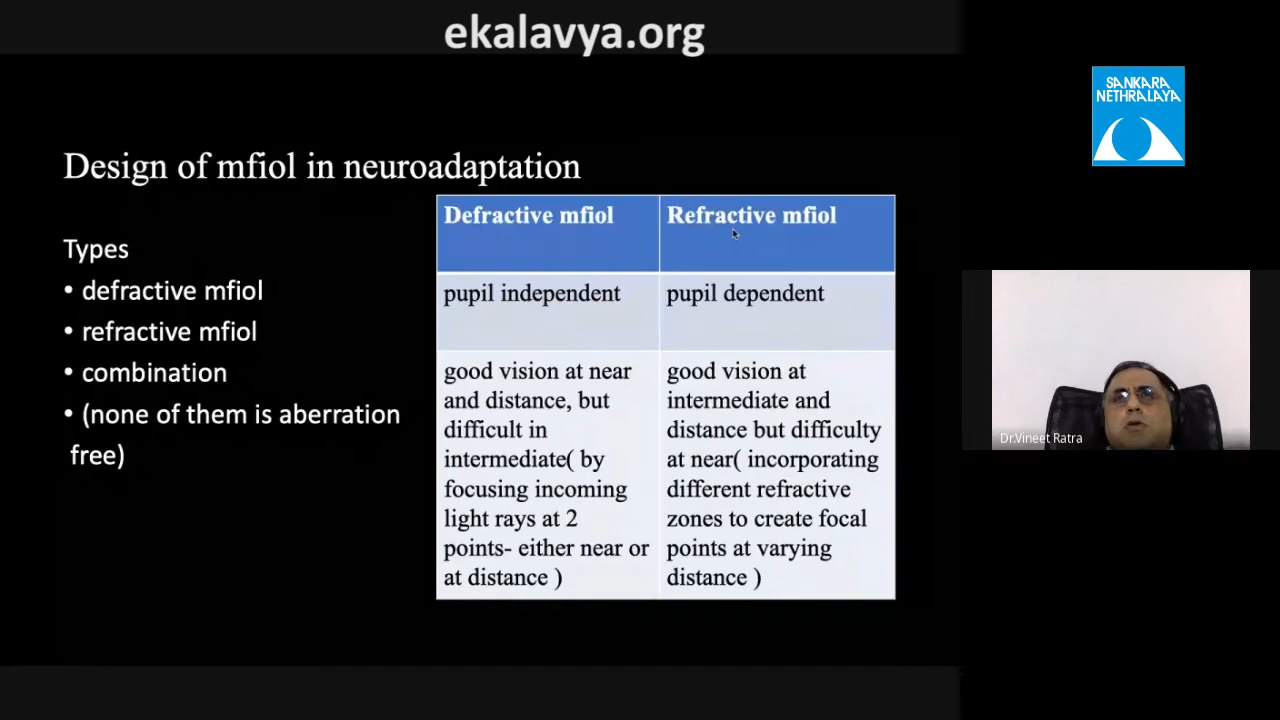 ekalavya.org
SANKARA
NETHRALAYA
Design of mfiol in neuroadaptation
Types
• defractive mfiol
• refractive mfiol
• combination
• (none of them is aberration
free)
Defractive mfiol
Refractive mfiol
pupil independent
pupil dependent
good vision at near
and distance, but
difficult in
intermediate( by
focusing incoming
light rays at 2
points- either near or
at distance )
good vision at
intermediate and
distance but difficulty
at near( incorporating
different refractive
zones to create focal
points at varying
distance )
Dr.Vineet Ratra